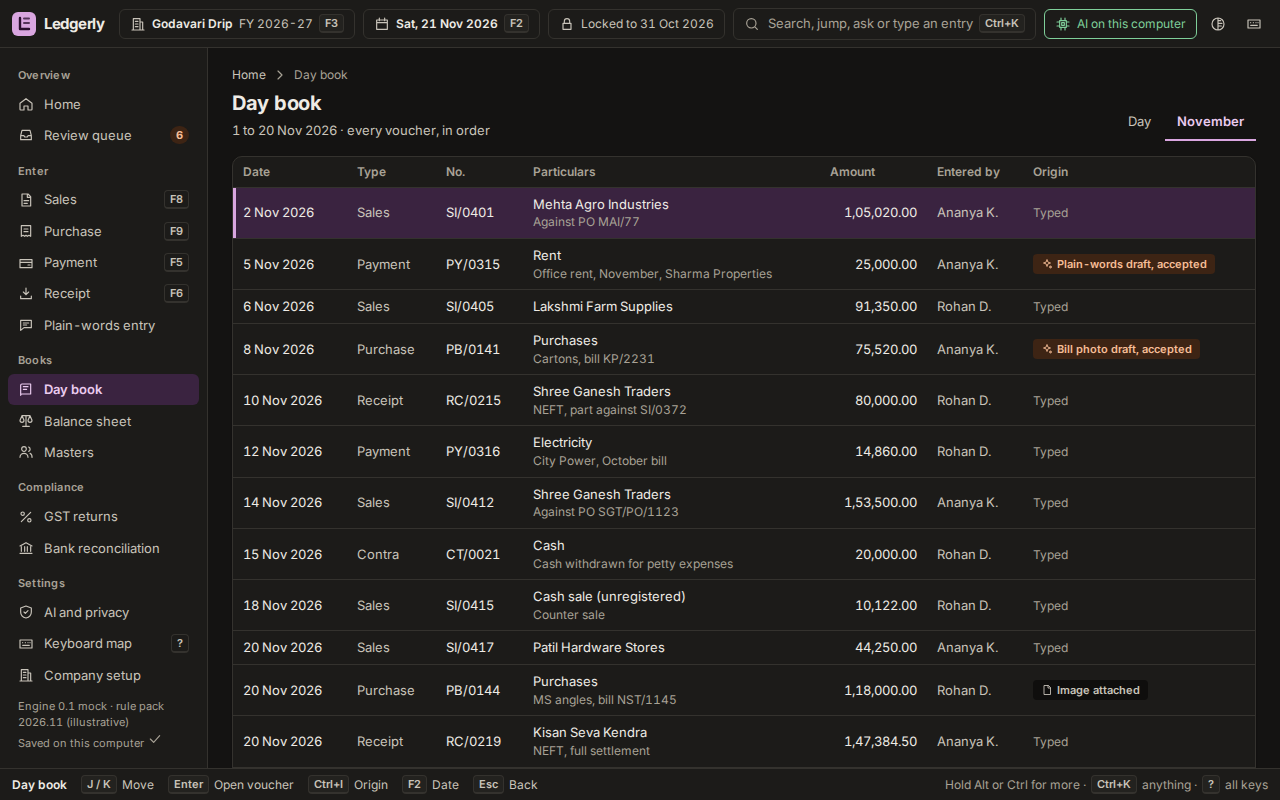 Ledgerly
Godavari Drip FY 2026-27 F3
Sat, 21 Nov 2026 F2
Locked to 31 Oct 2026
Search, jump, ask or type an entry Ctrl+K
AI on this computer
Overview
Home
Review queue 6
Enter
Sales F8
Purchase F9
Payment F5
Receipt F6
Plain-words entry
Books
Day book
Balance sheet
Masters
Compliance
GST returns
Bank reconciliation
Settings
AI and privacy
Keyboard map ?
Company setup
Engine 0.1 mock · rule pack
2026.11 (illustrative)
Saved on this computer
Home > Day book
Day book
1 to 20 Nov 2026 · every voucher, in order
Day November
Date Type No. Particulars Amount Entered by Origin
2 Nov 2026 Sales SI/0401 Mehta Agro Industries 1,05,020.00 Ananya K. Typed
Against PO MAI/77
5 Nov 2026 Payment PY/0315 Rent 25,000.00 Ananya K. Plain-words draft, accepted
Office rent, November, Sharma Properties
6 Nov 2026 Sales SI/0405 Lakshmi Farm Supplies 91,350.00 Rohan D. Typed
8 Nov 2026 Purchase PB/0141 Purchases 75,520.00 Ananya K. Bill photo draft, accepted
Cartons, bill KP/2231
10 Nov 2026 Receipt RC/0215 Shree Ganesh Traders 80,000.00 Rohan D. Typed
NEFT, part against SI/0372
12 Nov 2026 Payment PY/0316 Electricity 14,860.00 Rohan D. Typed
City Power, October bill
14 Nov 2026 Sales SI/0412 Shree Ganesh Traders 1,53,500.00 Ananya K. Typed
Against PO SGT/PO/1123
15 Nov 2026 Contra CT/0021 Cash 20,000.00 Rohan D. Typed
Cash withdrawn for petty expenses
18 Nov 2026 Sales SI/0415 Cash sale (unregistered) 10,122.00 Rohan D. Typed
Counter sale
20 Nov 2026 Sales SI/0417 Patil Hardware Stores 44,250.00 Ananya K. Typed
20 Nov 2026 Purchase PB/0144 Purchases 1,18,000.00 Rohan D. Image attached
MS angles, bill NST/1145
20 Nov 2026 Receipt RC/0219 Kisan Seva Kendra 1,47,384.50 Ananya K. Typed
NEFT, full settlement
Day book J / K Move Enter Open voucher Ctrl+I Origin F2 Date Esc Back
Hold Alt or Ctrl for more · Ctrl+K anything · ? all keys